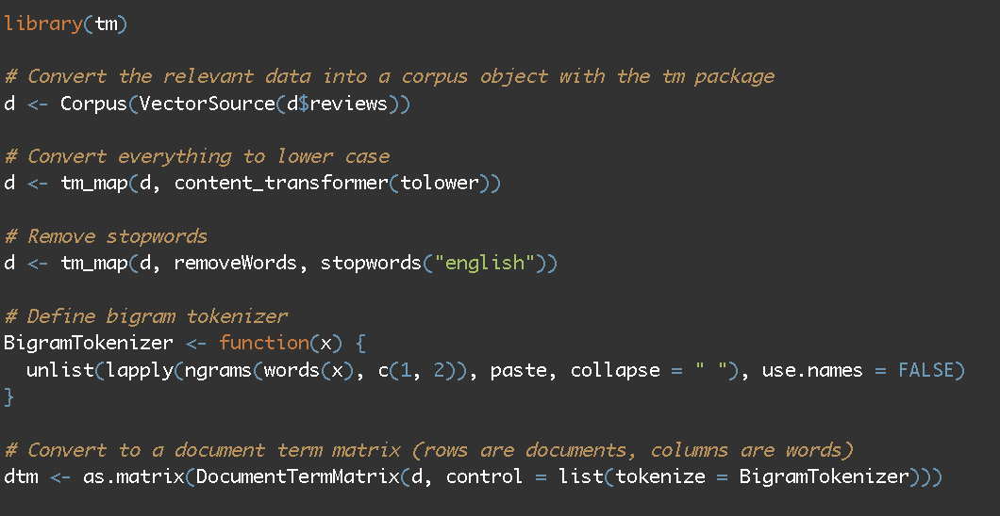 library(tm)
# Convert the relevant data into a corpus object with the tm package
d <- Corpus(VectorSource(d$reviews))
# Convert everything to lower case
d <- tm_map(d, content_transformer(tolower))
# Remove stopwords
d <- tm_map(d, removeWords, stopwords("english"))
# Define bigram tokenizer
BigramTokenizer <- function(x) {
  unlist(lapply(ngrams(words(x), c(1, 2)), paste, collapse = " "), use.names = FALSE)
}
# Convert to a document term matrix (rows are documents, columns are words)
dtm <- as.matrix(DocumentTermMatrix(d, control = list(tokenize = BigramTokenizer)))